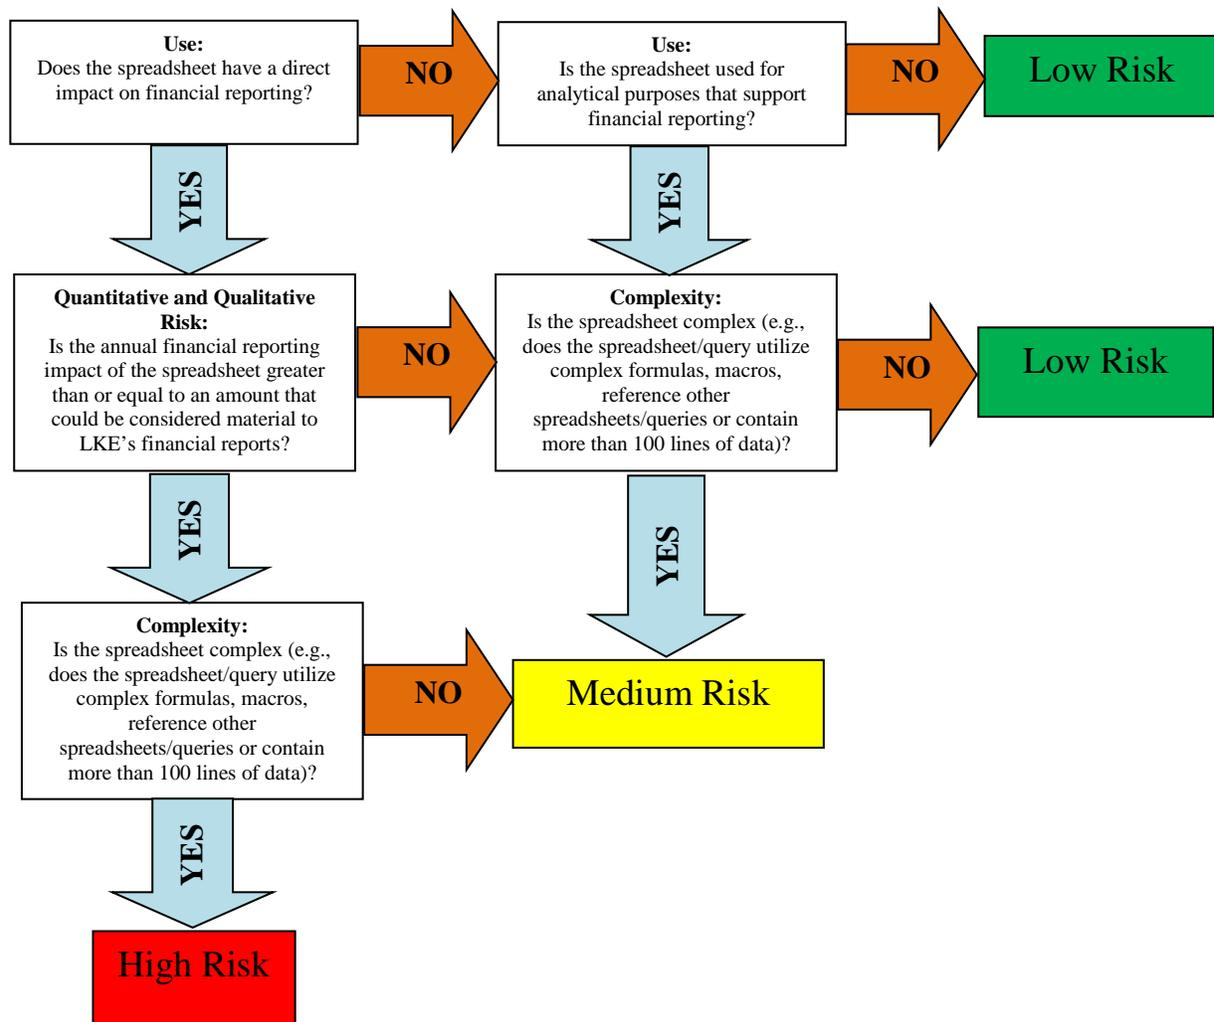 Use:
Does the spreadsheet have a direct
impact on financial reporting?
NO
Use:
Is the spreadsheet used for
analytical purposes that support
financial reporting?
NO
Low Risk
YES
YES
Quantitative and Qualitative
Risk:
Is the annual financial reporting
impact of the spreadsheet greater
than or equal to an amount that
could be considered material to
LKE's financial reports?
NO
Complexity:
Is the spreadsheet complex (e.g.,
does the spreadsheet/query utilize
complex formulas, macros,
reference other
spreadsheets/queries or contain
more than 100 lines of data)?
NO
Low Risk
YES
YES
Complexity:
Is the spreadsheet complex (e.g.,
does the spreadsheet/query utilize
complex formulas, macros,
reference other
spreadsheets/queries or contain
more than 100 lines of data)?
NO
Medium Risk
YES
High Risk